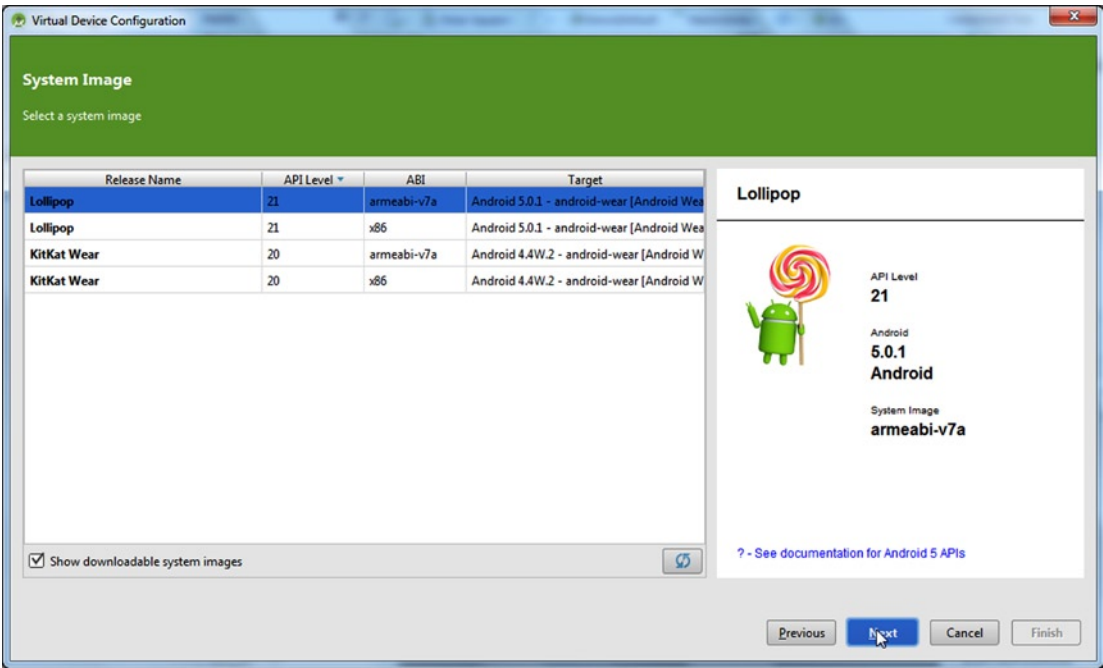 Virtual Device Configuration
System Image
Select a system image
Release Name API Level ABI Target
Lollipop 21 armeabi-v7a Android 5.0.1 - android-wear [Android Wea
Lollipop 21 x86 Android 5.0.1 - android-wear [Android Wea
KitKat Wear 20 armeabi-v7a Android 4.4W.2 - android-wear [Android W
KitKat Wear 20 x86 Android 4.4W.2 - android-wear [Android W
Show downloadable system images
Lollipop
API Level
21
Android
5.0.1
Android
System Image
armeabi-v7a
? - See documentation for Android 5 APIs
Previous Next Cancel Finish